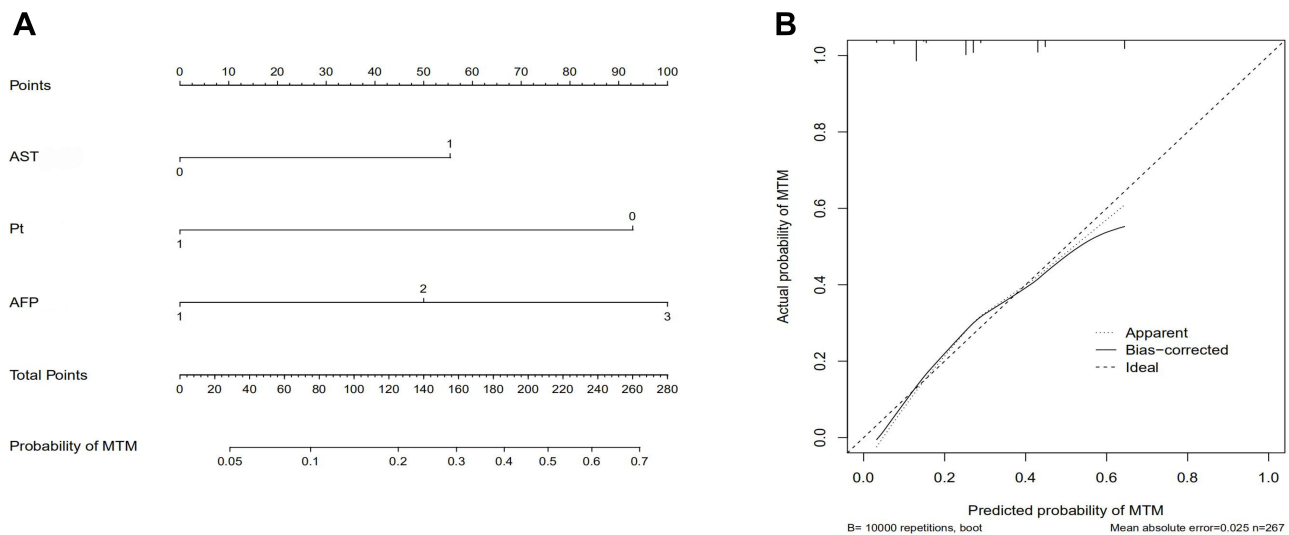 A
Points
0 10 20 30 40 50 60 70 80 90 100
AST
0 1
Pt
1 0
AFP
1 2 3
Total Points
0 20 40 60 80 100 120 140 160 180 200 220 240 260 280
Probability of MTM
0.05 0.1 0.2 0.3 0.4 0.5 0.6 0.7
B
Actual probability of MTM
1.0
0.8
0.6
0.4
0.2
0.0
Apparent
Bias−corrected
Ideal
0.0 0.2 0.4 0.6 0.8 1.0
Predicted probability of MTM
B= 10000 repetitions, boot
Mean absolute error=0.025 n=267